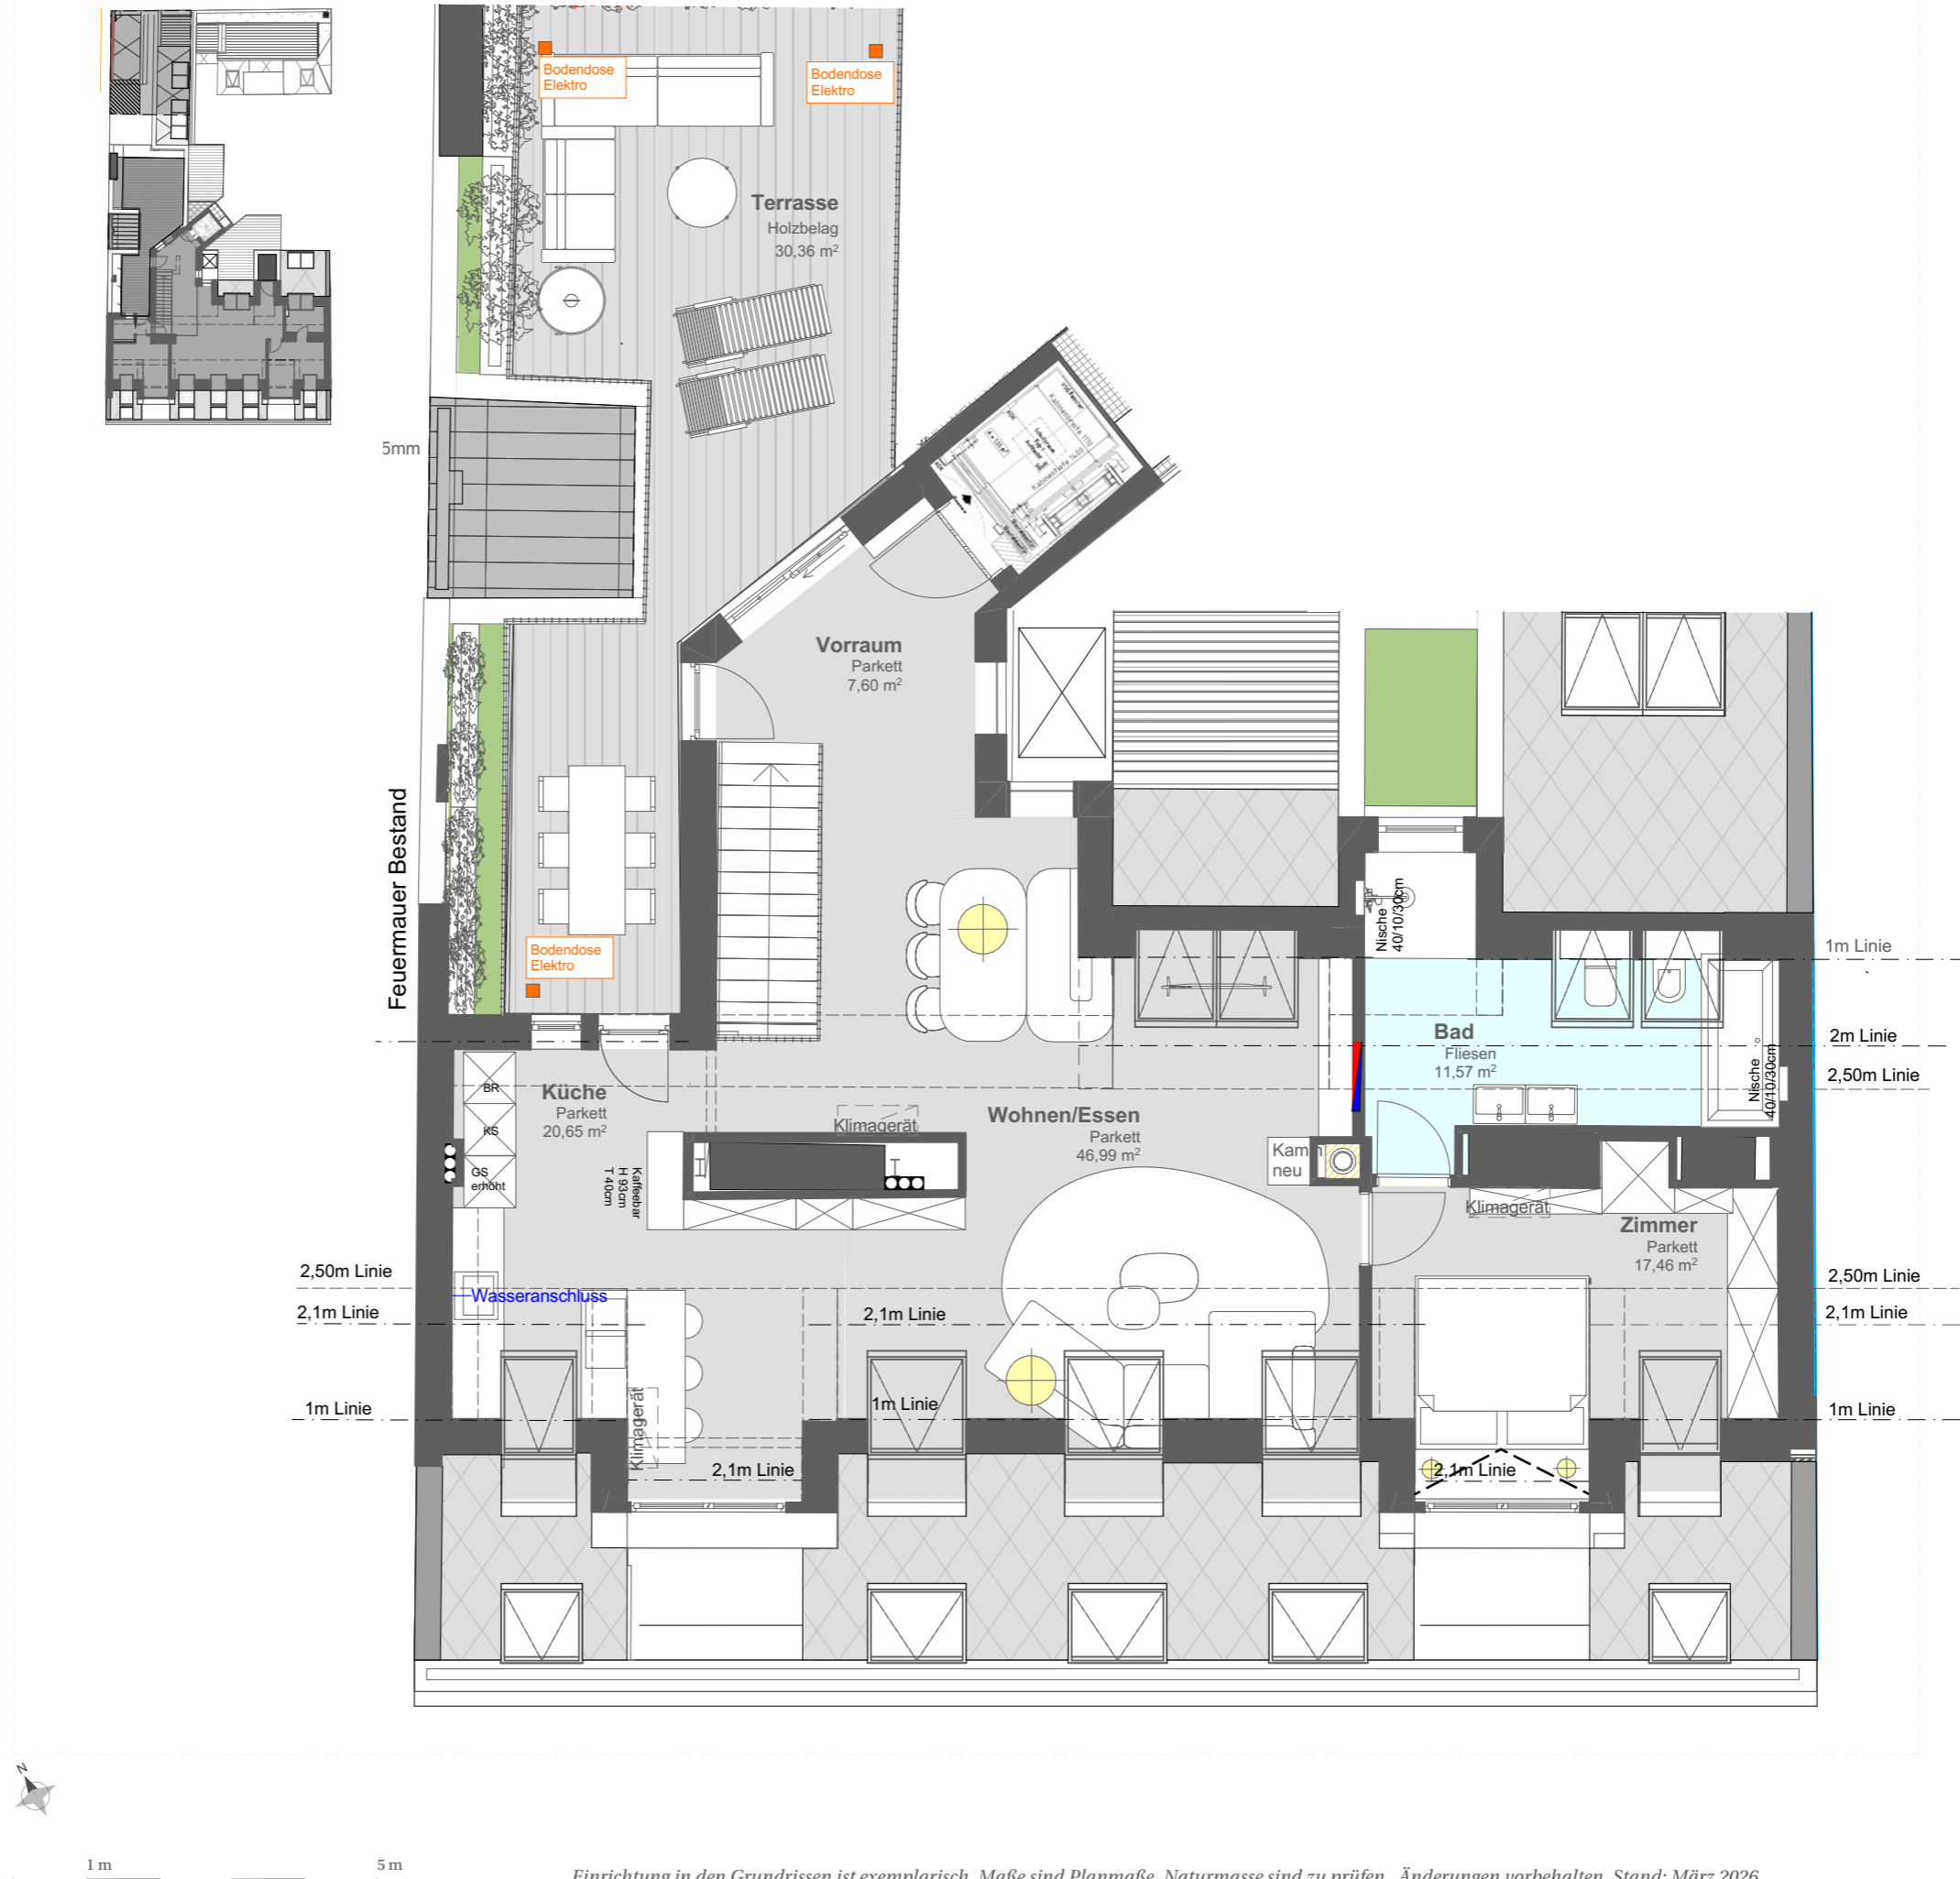 Bodendose
Elektro
Bodendose
Elektro
Terrasse
Holzbelag
30,36 m²
5mm
Kabinenbreite 1110
Kabinentiefe 1400
Vorraum
Parkett
7,60 m²
Feuermauer Bestand
Bodendose
Elektro
Nische
40/10/30cm
1m Linie
2m Linie
2,50m Linie
Bad
Fliesen
11,57 m²
Nische
40/10/30cm
BR
KS
GS
erhöht
Küche
Parkett
20,65 m²
Klimagerät
Wohnen/Essen
Parkett
46,99 m²
Kaffeebar
H 93cm
T 40cm
Kamin
neu
Klimagerät
Zimmer
Parkett
17,46 m²
2,50m Linie
Wasseranschluss
2,1m Linie
2,1m Linie
2,50m Linie
2,1m Linie
1m Linie
Klimagerät
1m Linie
1m Linie
2,1m Linie
2,1m Linie
N
1 m
5 m
Einrichtung in den Grundrissen ist exemplarisch. Maße sind Planmaße, Naturmasse sind zu prüfen. Änderungen vorbehalten. Stand: März 2026